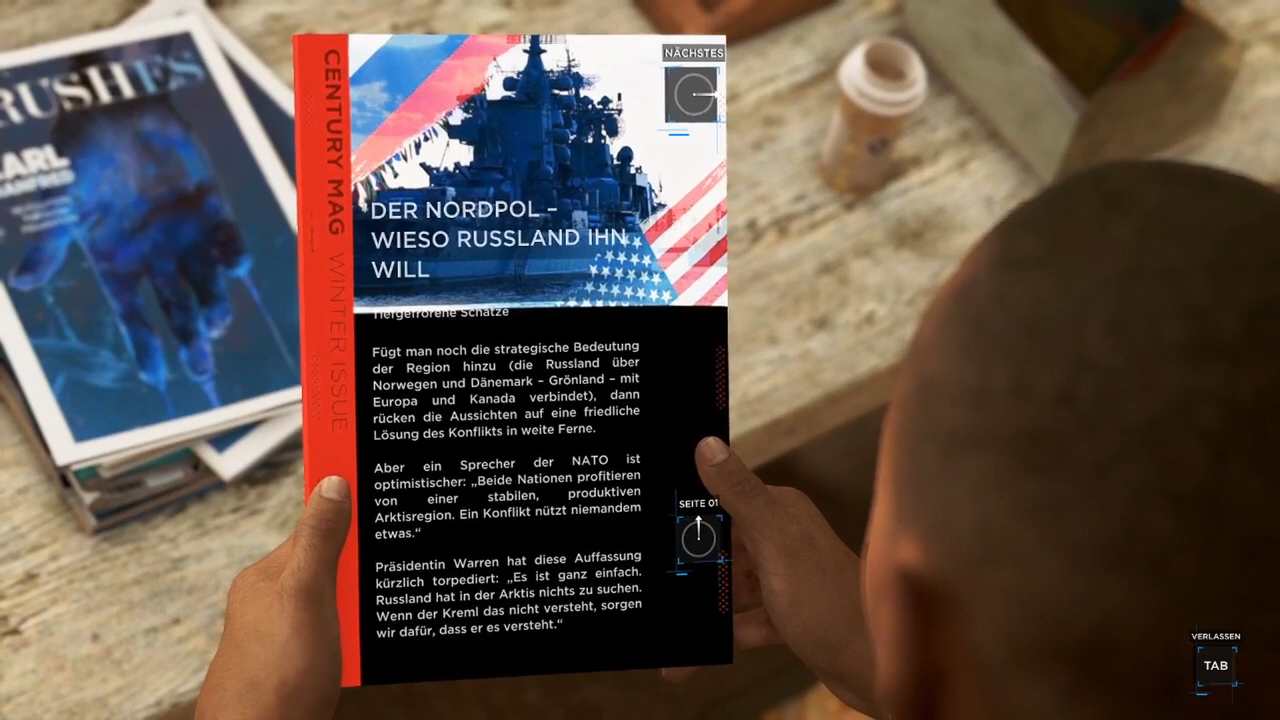 RUSHES
CENTURY MAG WINTER ISSUE
NÄCHSTES
DER NORDPOL –
WIESO RUSSLAND IHN
WILL
Tiefgefrorene Schätze
Fügt man noch die strategische Bedeutung
der Region hinzu (die Russland über
Norwegen und Dänemark – Grönland – mit
Europa und Kanada verbindet), dann
rücken die Aussichten auf eine friedliche
Lösung des Konflikts in weite Ferne.
Aber ein Sprecher der NATO ist
optimistischer: „Beide Nationen profitieren
von einer stabilen, produktiven
Arktisregion. Ein Konflikt nützt niemandem
etwas.“
Präsidentin Warren hat diese Auffassung
kürzlich torpediert: „Es ist ganz einfach.
Russland hat in der Arktis nichts zu suchen.
Wenn der Kreml das nicht versteht, sorgen
wir dafür, dass er es versteht.“
SEITE 01
VERLASSEN
TAB